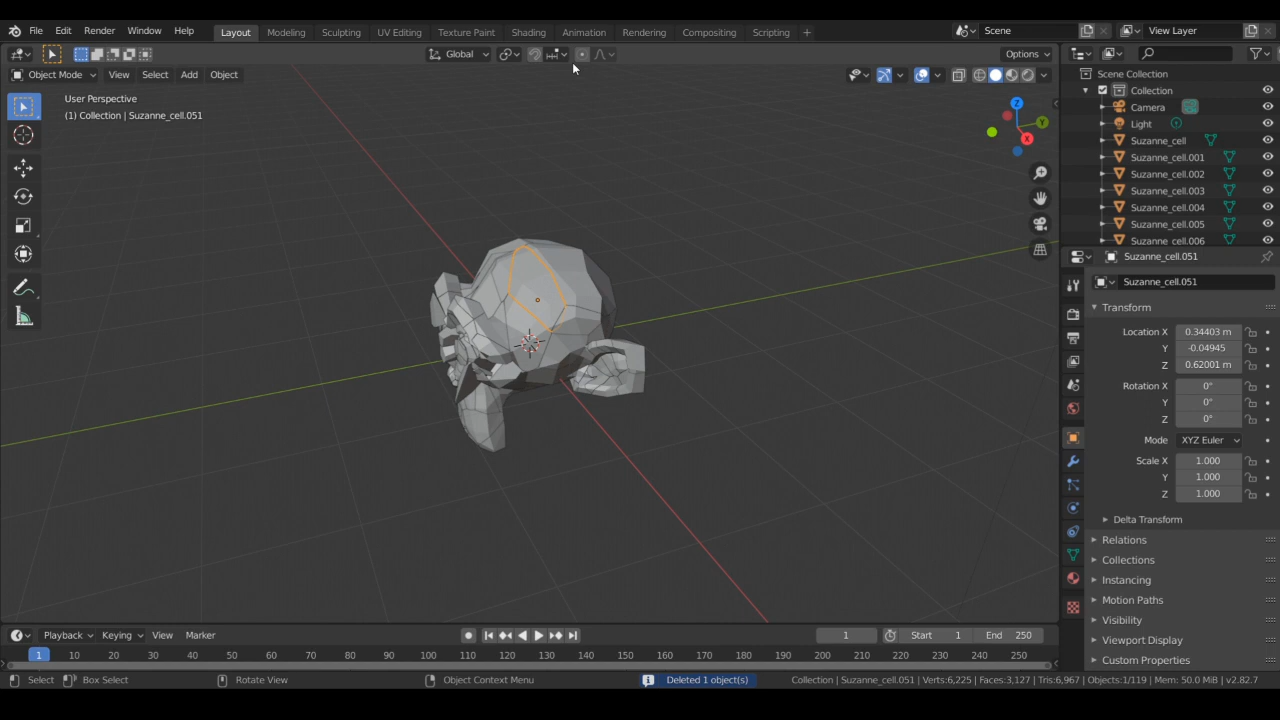 File Edit Render Window Help Layout Modeling Sculpting UV Editing Texture Paint Shading Animation Rendering Compositing Scripting + Scene View Layer
Global Options
Object Mode View Select Add Object
User Perspective
(1) Collection | Suzanne_cell.051
Z
Y
X
Scene Collection
Collection
Camera
Light
Suzanne_cell
Suzanne_cell.001
Suzanne_cell.002
Suzanne_cell.003
Suzanne_cell.004
Suzanne_cell.005
Suzanne_cell.006
Suzanne_cell.051
Suzanne_cell.051
Transform
Location X 0.34403 m
Y -0.04945
Z 0.62001 m
Rotation X 0°
Y 0°
Z 0°
Mode XYZ Euler
Scale X 1.000
Y 1.000
Z 1.000
Delta Transform
Relations
Collections
Instancing
Motion Paths
Visibility
Viewport Display
Custom Properties
Playback Keying View Marker 1 Start 1 End 250
1 10 20 30 40 50 60 70 80 90 100 110 120 130 140 150 160 170 180 190 200 210 220 230 240 250
Select Box Select Rotate View Object Context Menu Deleted 1 object(s) Collection | Suzanne_cell.051 | Verts:6,225 | Faces:3,127 | Tris:6,967 | Objects:1/119 | Mem: 50.0 MiB | v2.82.7